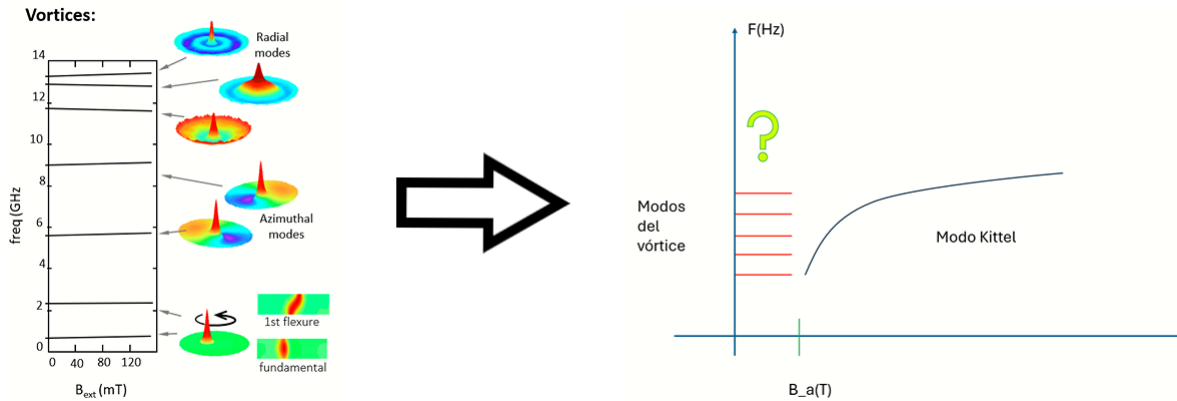 Vortices:
14
12
10
8
6
4
2
0
freq (GHz
0 40 80 120
B_ext (mT)
Radial
modes
Azimuthal
modes
1st flexure
fundamental
F(Hz)
?
Modos
del
vórtice
Modo Kittel
B_a(T)